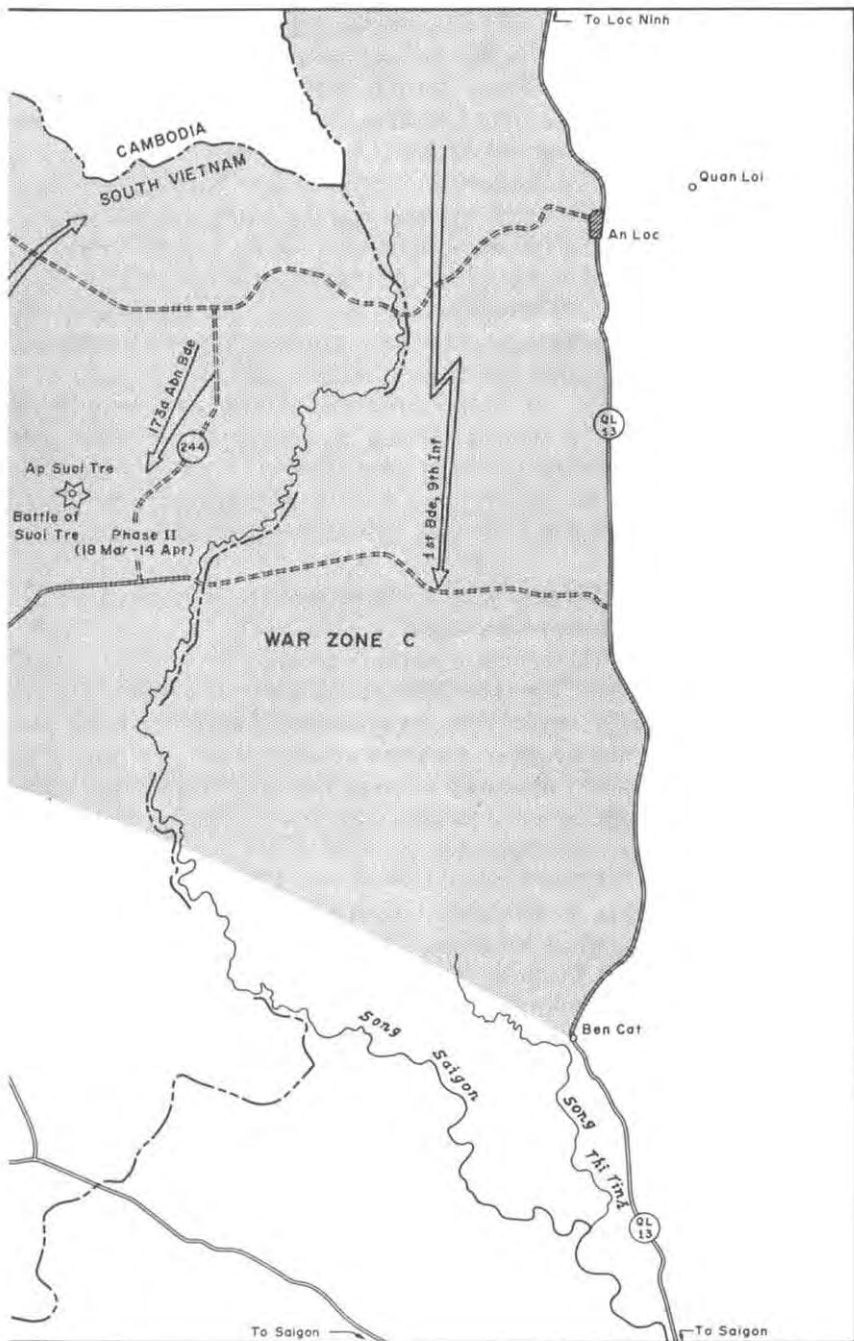 To Loc Ninh
CAMBODIA
SOUTH VIETNAM
Quan Loi
An Loc
173d Abn Bde
QL
13
244
1st Bde, 9th Inf
Ap Suoi Tre
Battle of
Suoi Tre
Phase II
(18 Mar-14 Apr)
WAR ZONE C
Ben Cat
Song
Saigon
Song
Thi Tinh
QL
13
To Saigon
To Saigon